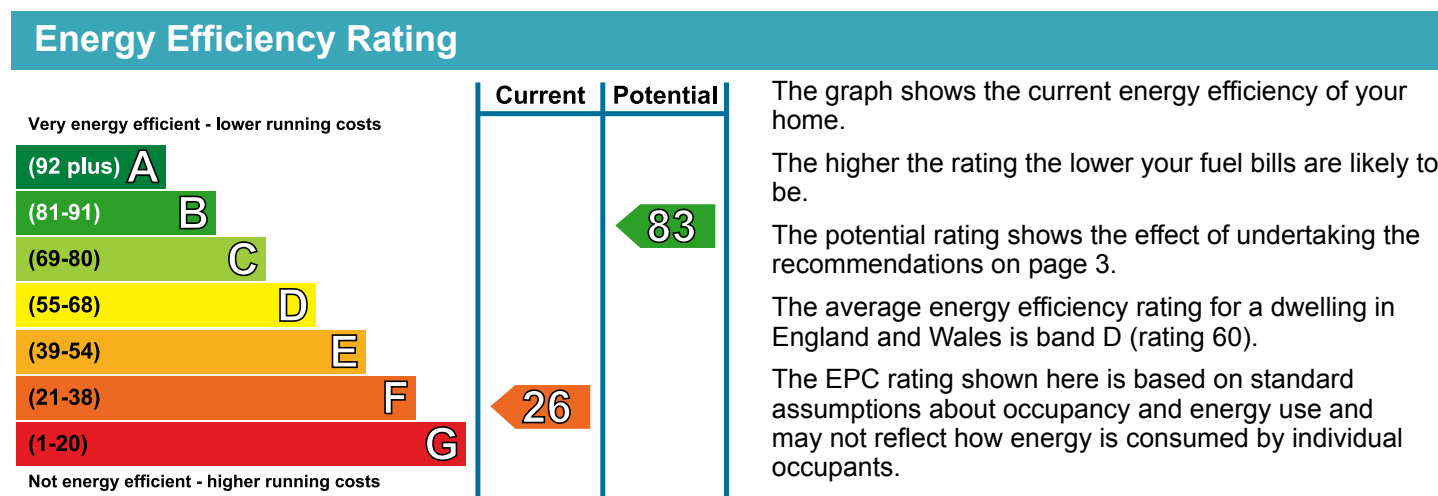 Energy Efficiency Rating
Current
Potential
Very energy efficient - lower running costs
(92 plus) A
(81-91) B
83
(69-80) C
(55-68) D
(39-54) E
(21-38) F
26
(1-20) G
Not energy efficient - higher running costs
The graph shows the current energy efficiency of your
home.
The higher the rating the lower your fuel bills are likely to
be.
The potential rating shows the effect of undertaking the
recommendations on page 3.
The average energy efficiency rating for a dwelling in
England and Wales is band D (rating 60).
The EPC rating shown here is based on standard
assumptions about occupancy and energy use and
may not reflect how energy is consumed by individual
occupants.